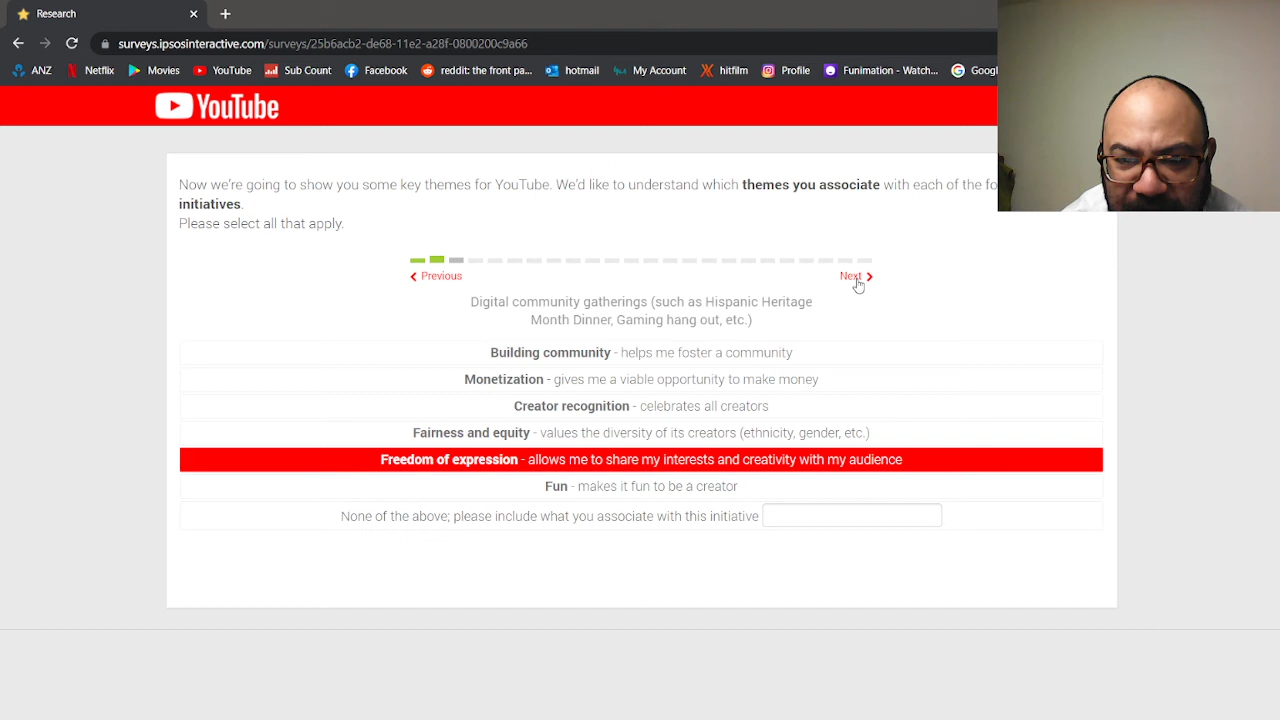 Research
surveys.ipsosinteractive.com/surveys/25b6acb2-de68-11e2-a28f-0800200c9a66
ANZ Netflix Movies YouTube Sub Count Facebook reddit: the front pa... hotmail My Account hitfilm Profile Funimation - Watch... Googl
YouTube
Now we're going to show you some key themes for YouTube. We'd like to understand which themes you associate with each of the fo
initiatives.
Please select all that apply.
Previous Next
Digital community gatherings (such as Hispanic Heritage
Month Dinner, Gaming hang out, etc.)
Building community - helps me foster a community
Monetization - gives me a viable opportunity to make money
Creator recognition - celebrates all creators
Fairness and equity - values the diversity of its creators (ethnicity, gender, etc.)
Freedom of expression - allows me to share my interests and creativity with my audience
Fun - makes it fun to be a creator
None of the above; please include what you associate with this initiative